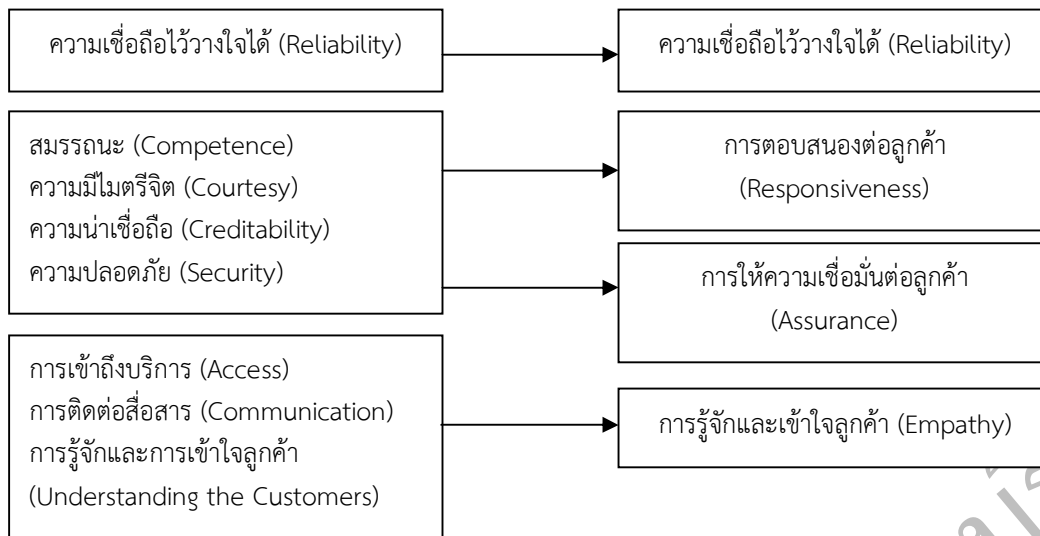 ความเชื่อถือไว้วางใจได้ (Reliability)
ความเชื่อถือไว้วางใจได้ (Reliability)
สมรรถนะ (Competence)
ความมีไมตรีจิต (Courtesy)
ความน่าเชื่อถือ (Creditability)
ความปลอดภัย (Security)
การตอบสนองต่อลูกค้า
(Responsiveness)
การให้ความเชื่อมั่นต่อลูกค้า
(Assurance)
การเข้าถึงบริการ (Access)
การติดต่อสื่อสาร (Communication)
การรู้จักและการเข้าใจลูกค้า
(Understanding the Customers)
การรู้จักและเข้าใจลูกค้า (Empathy)